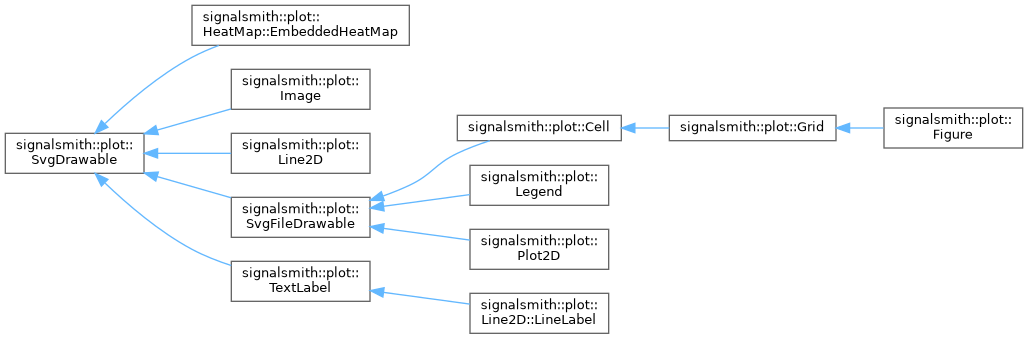 signalsmith::plot::
HeatMap::EmbeddedHeatMap
signalsmith::plot::
Image
signalsmith::plot::
SvgDrawable
signalsmith::plot::
Line2D
signalsmith::plot::
SvgFileDrawable
signalsmith::plot::
TextLabel
signalsmith::plot::Cell
signalsmith::plot::
Legend
signalsmith::plot::
Plot2D
signalsmith::plot::
Line2D::LineLabel
signalsmith::plot::Grid
signalsmith::plot::
Figure